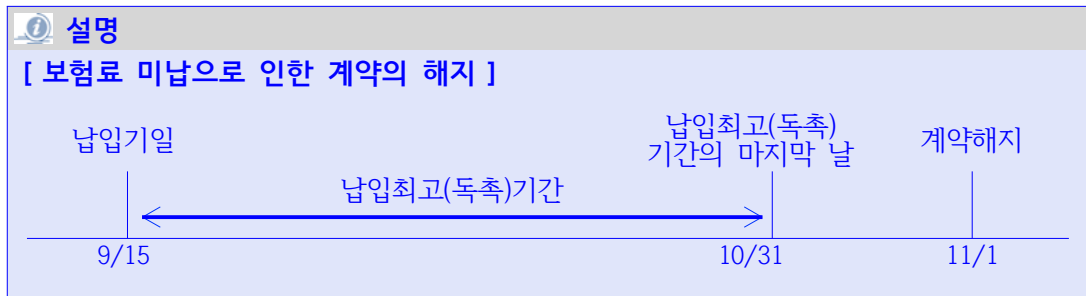 설명
[ 보험료 미납으로 인한 계약의 해지 ]
납입기일
납입최고(독촉)
기간의 마지막 날
계약해지
납입최고(독촉)기간
9/15
10/31
11/1